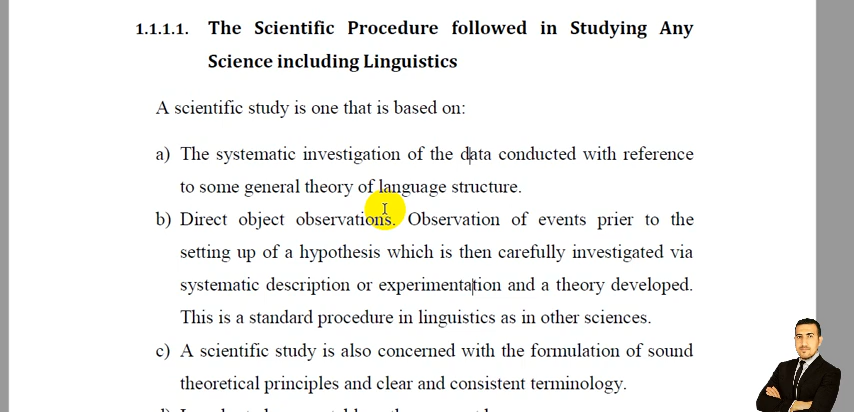 1.1.1.1. The Scientific Procedure followed in Studying Any
Science including Linguistics
A scientific study is one that is based on:
a) The systematic investigation of the data conducted with reference
to some general theory of language structure.
b) Direct object observations. Observation of events prior to the
setting up of a hypothesis which is then carefully investigated via
systematic description or experimentation and a theory developed.
This is a standard procedure in linguistics as in other sciences.
c) A scientific study is also concerned with the formulation of sound
theoretical principles and clear and consistent terminology.